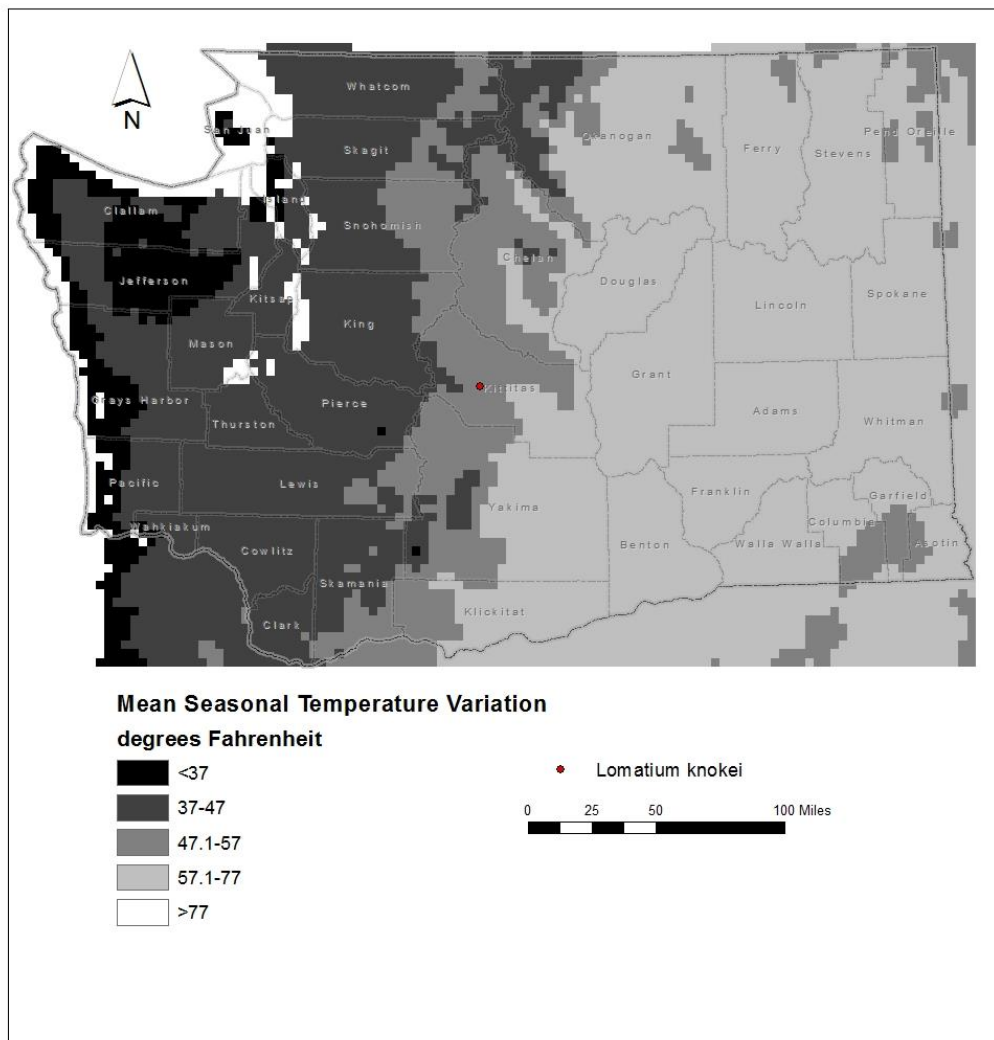 Whatcom
San Juan
Okanogan
Pend Oreille
Skagit
Ferry
Stevens
Island
Clallam
Snohomish
Chelan
Jefferson
Douglas
Kitsap
Lincoln
Spokane
King
Mason
Grant
Kittitas
Grays Harbor
Pierce
Adams
Thurston
Whitman
Pacific
Lewis
Franklin
Garfield
Yakima
Columbia
Wahkiakum
Cowlitz
Benton
Walla Walla
Asotin
Skamania
Klickitat
Clark
N
Mean Seasonal Temperature Variation
degrees Fahrenheit
<37
37-47
47.1-57
57.1-77
>77
Lomatium knokei
0 25 50 100 Miles